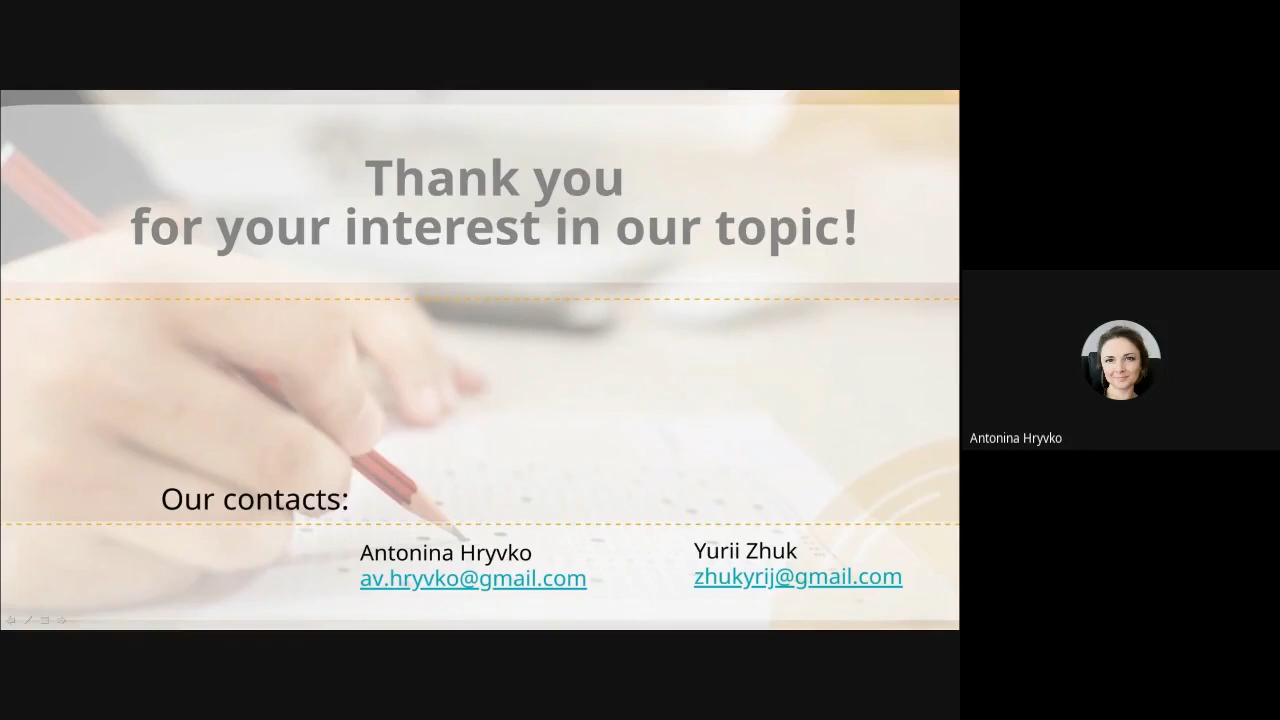 Thank you
for your interest in our topic!
Our contacts:
Antonina Hryvko
av.hryvko@gmail.com
Yurii Zhuk
zhukyrij@gmail.com
Antonina Hryvko